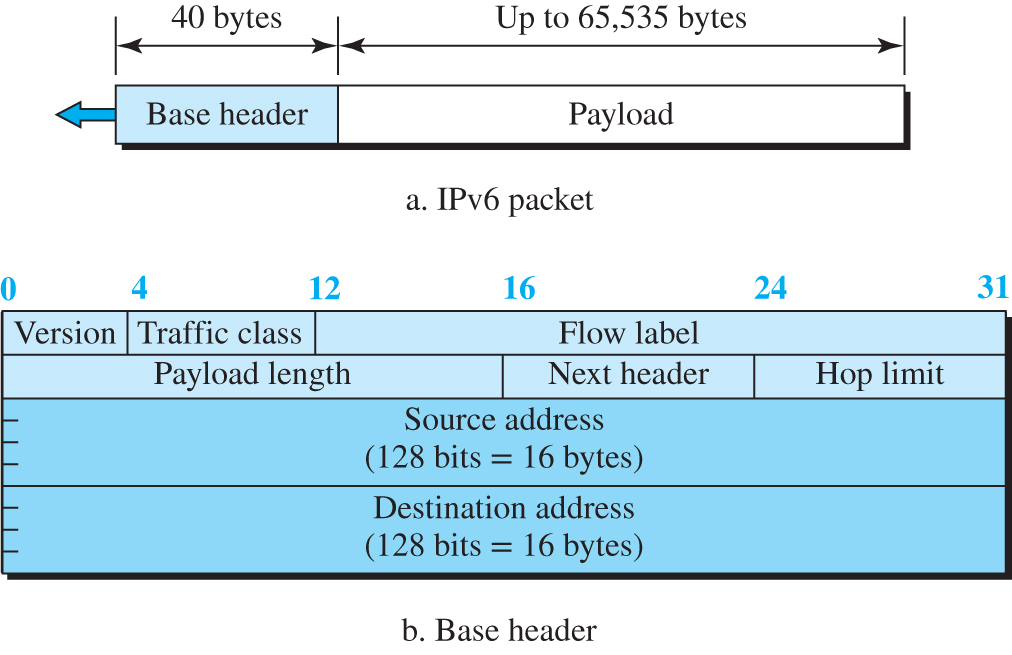 40 bytes Up to 65,535 bytes
Base header Payload
a. IPv6 packet
0 4 12 16 24 31
Version Traffic class Flow label
Payload length Next header Hop limit
Source address
(128 bits = 16 bytes)
Destination address
(128 bits = 16 bytes)
b. Base header